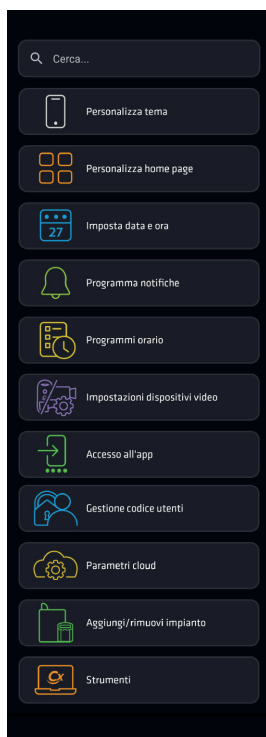 Cerca...
Personalizza tema
Personalizza home page
27
Imposta data e ora
Programma notifiche
Programmi orario
Impostazioni dispositivi video
Accesso all'app
Gestione codice utenti
Parametri cloud
Aggiungi/rimuovi impianto
Cx
Strumenti